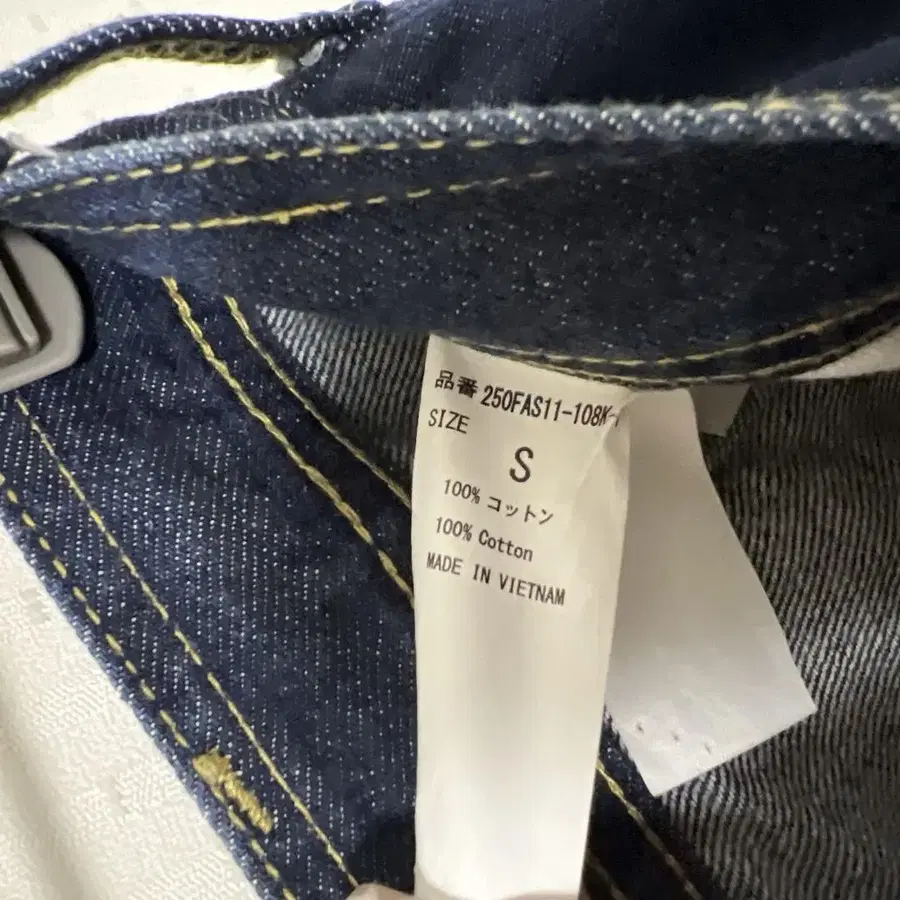 品番 250FAS11-108K-
SIZE
S
100% コットン
100% Cotton
MADE IN VIETNAM